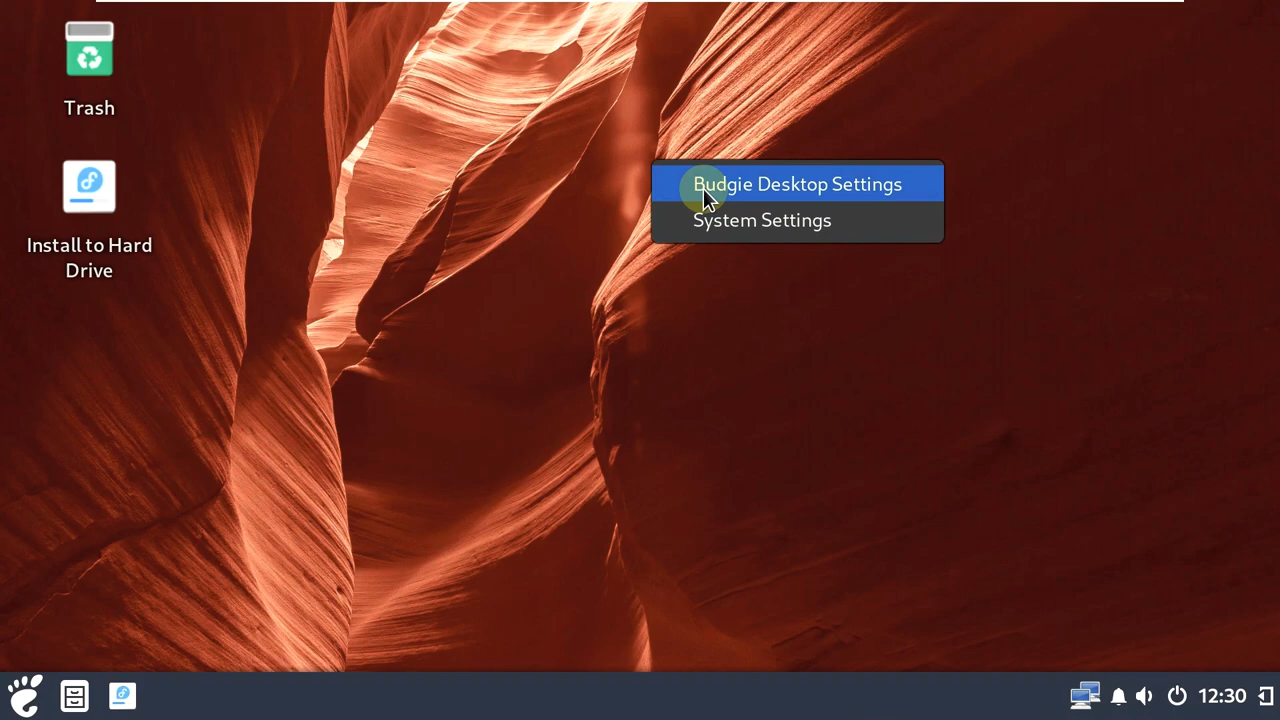 Trash
Install to Hard
Drive
Budgie Desktop Settings
System Settings
12:30